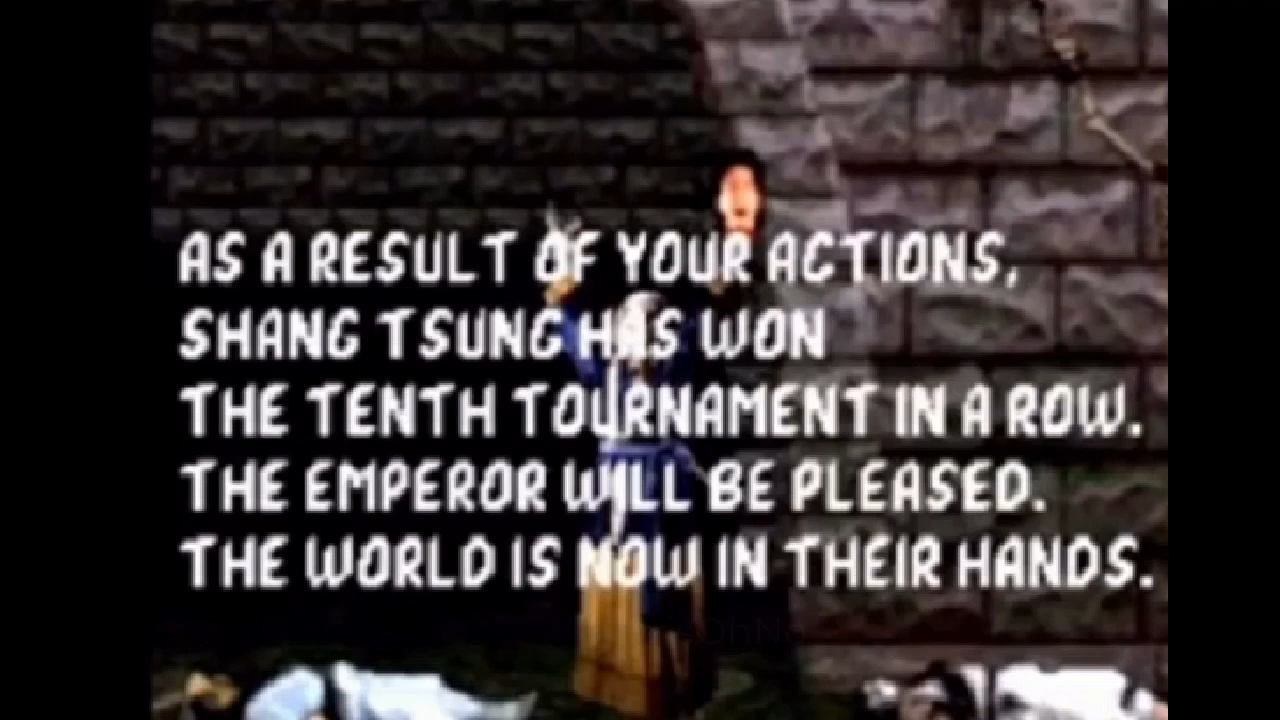 AS A RESULT OF YOUR ACTIONS,
SHANG TSUNG HAS WON
THE TENTH TOURNAMENT IN A ROW.
THE EMPEROR WILL BE PLEASED.
THE WORLD IS NOW IN THEIR HANDS.